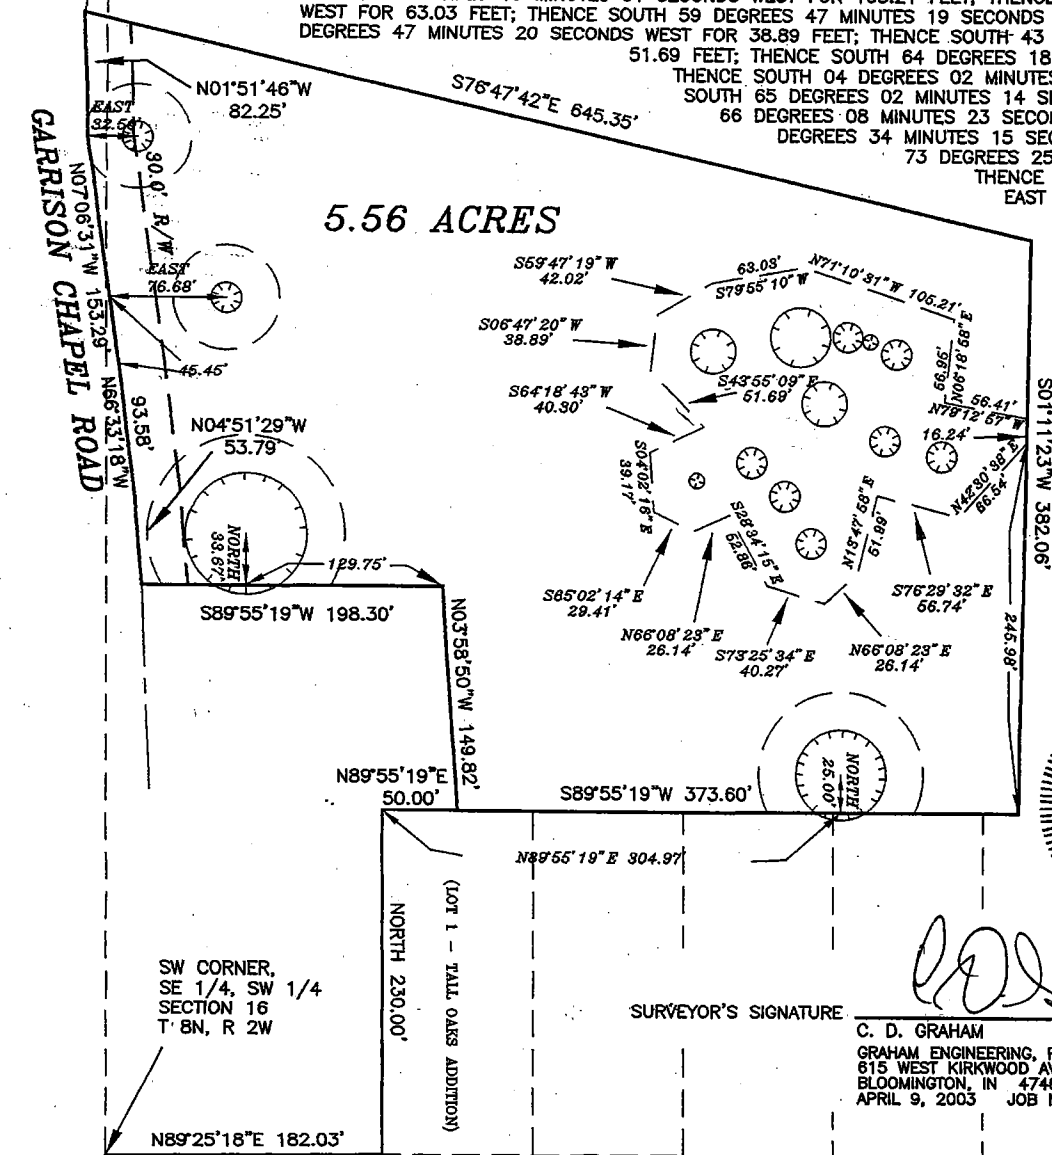 WEST FOR 63.03 FEET; THENCE SOUTH 59 DEGREES 47 MINUTES 19 SECONDS
DEGREES 47 MINUTES 20 SECONDS WEST FOR 38.89 FEET; THENCE SOUTH 43
51.69 FEET; THENCE SOUTH 64 DEGREES 18
THENCE SOUTH 04 DEGREES 02 MINUTES
SOUTH 65 DEGREES 02 MINUTES 14
66 DEGREES 08 MINUTES 23
DEGREES 34 MINUTES 15
73 DEGREES 25
THENCE
EAST
N01°51'46"W
82.25'
S76°47'42"E 645.35'
EAST
30.0' R/W
GARRISON CHAPEL ROAD
N07°06'31"W 153.29'
5.56 ACRES
EAST
76.68'
45.45'
N66°33'18"W
93.58'
N04°51'29"W
53.79'
NORTH
33.67'
129.75'
S89°55'19"W 198.30'
N03°58'50"W 149.82'
S59°47'19"W
42.02'
63.03'
S79°55'10"W
N71°10'31"W 105.21'
S06°47'20"W
38.89'
56.95'
N06°18'58"E
S43°55'09"E
51.69'
S64°18'43"W
40.30'
56.41'
N79°12'57"W
16.24'
N42°30'38"E
66.54'
S01°11'23"W 382.06'
S04°02'16"E
39.17'
S28°34'15"E
52.86'
N15°47'58"E
51.99'
S85°02'14"E
29.41'
N66°08'23"E
26.14'
S73°25'34"E
40.27'
N66°08'23"E
26.14'
S76°29'32"E
56.74'
245.98'
NORTH
25.00'
N89°55'19"E
50.00'
S89°55'19"W 373.60'
N89°55'19"E 304.97'
NORTH 230.00'
(LOT 1 - TALL OAKS ADDITION)
SW CORNER,
SE 1/4, SW 1/4
SECTION 16
T 8N, R 2W
N89°25'18"E 182.03'
SURVEYOR'S SIGNATURE
C. D. GRAHAM
GRAHAM ENGINEERING,
615 WEST KIRKWOOD
BLOOMINGTON, IN
APRIL 9, 2003 JOB